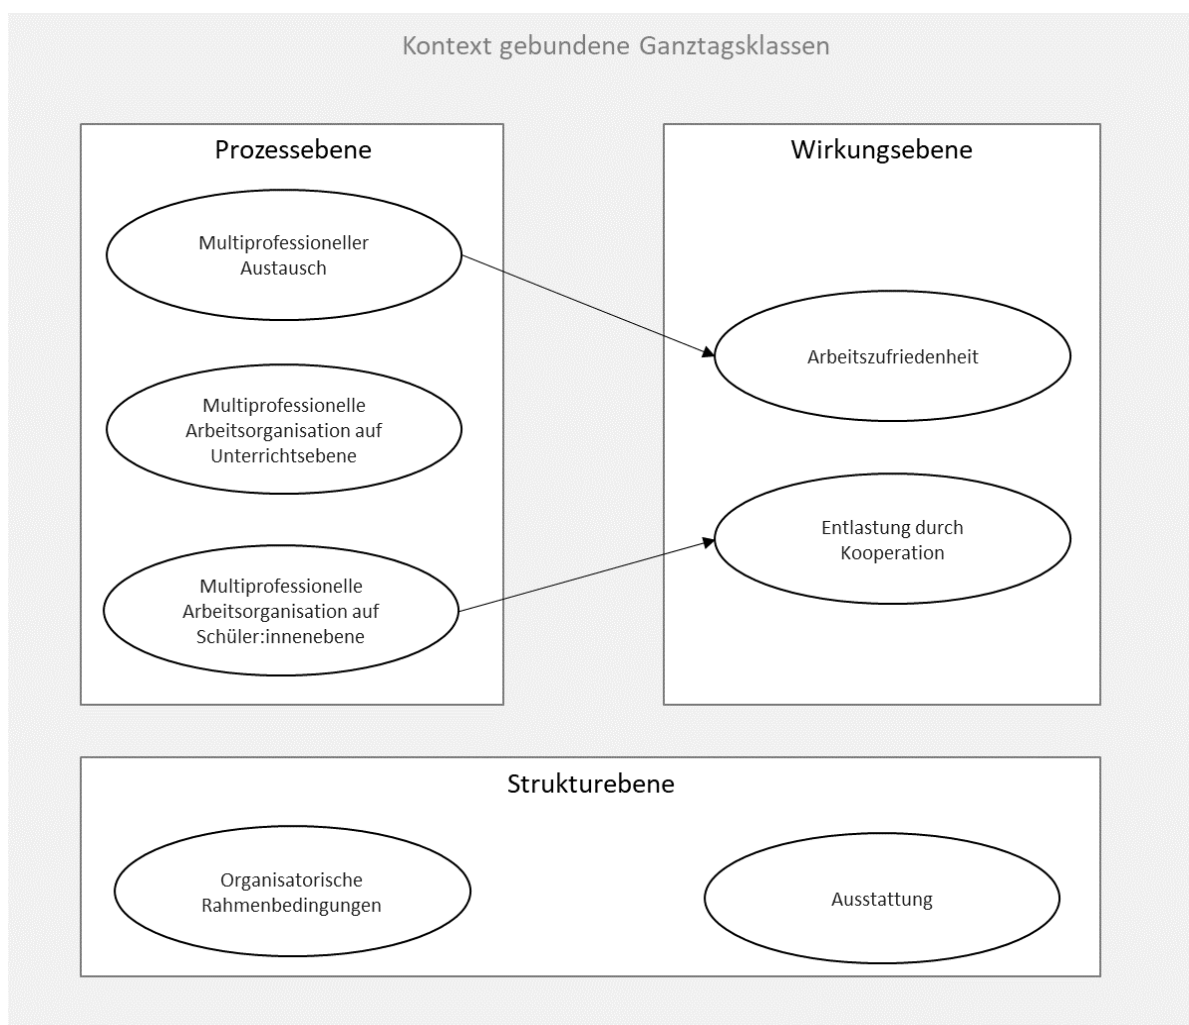 Kontext gebundene Ganztagsklassen
Prozessebene
Multiprofessioneller
Austausch
Multiprofessionelle
Arbeitsorganisation auf
Unterrichtsebene
Multiprofessionelle
Arbeitsorganisation auf
Schüler:innenebene
Wirkungsebene
Arbeitszufriedenheit
Entlastung durch
Kooperation
Strukturebene
Organisatorische
Rahmenbedingungen
Ausstattung